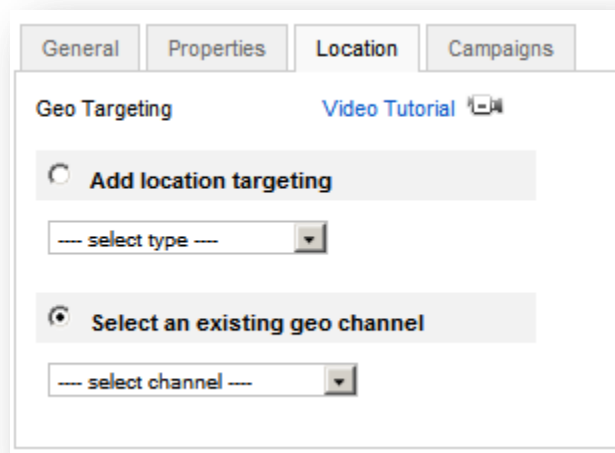 General Properties Location Campaigns
Geo Targeting Video Tutorial
Add location targeting
---- select type ----
Select an existing geo channel
---- select channel ----